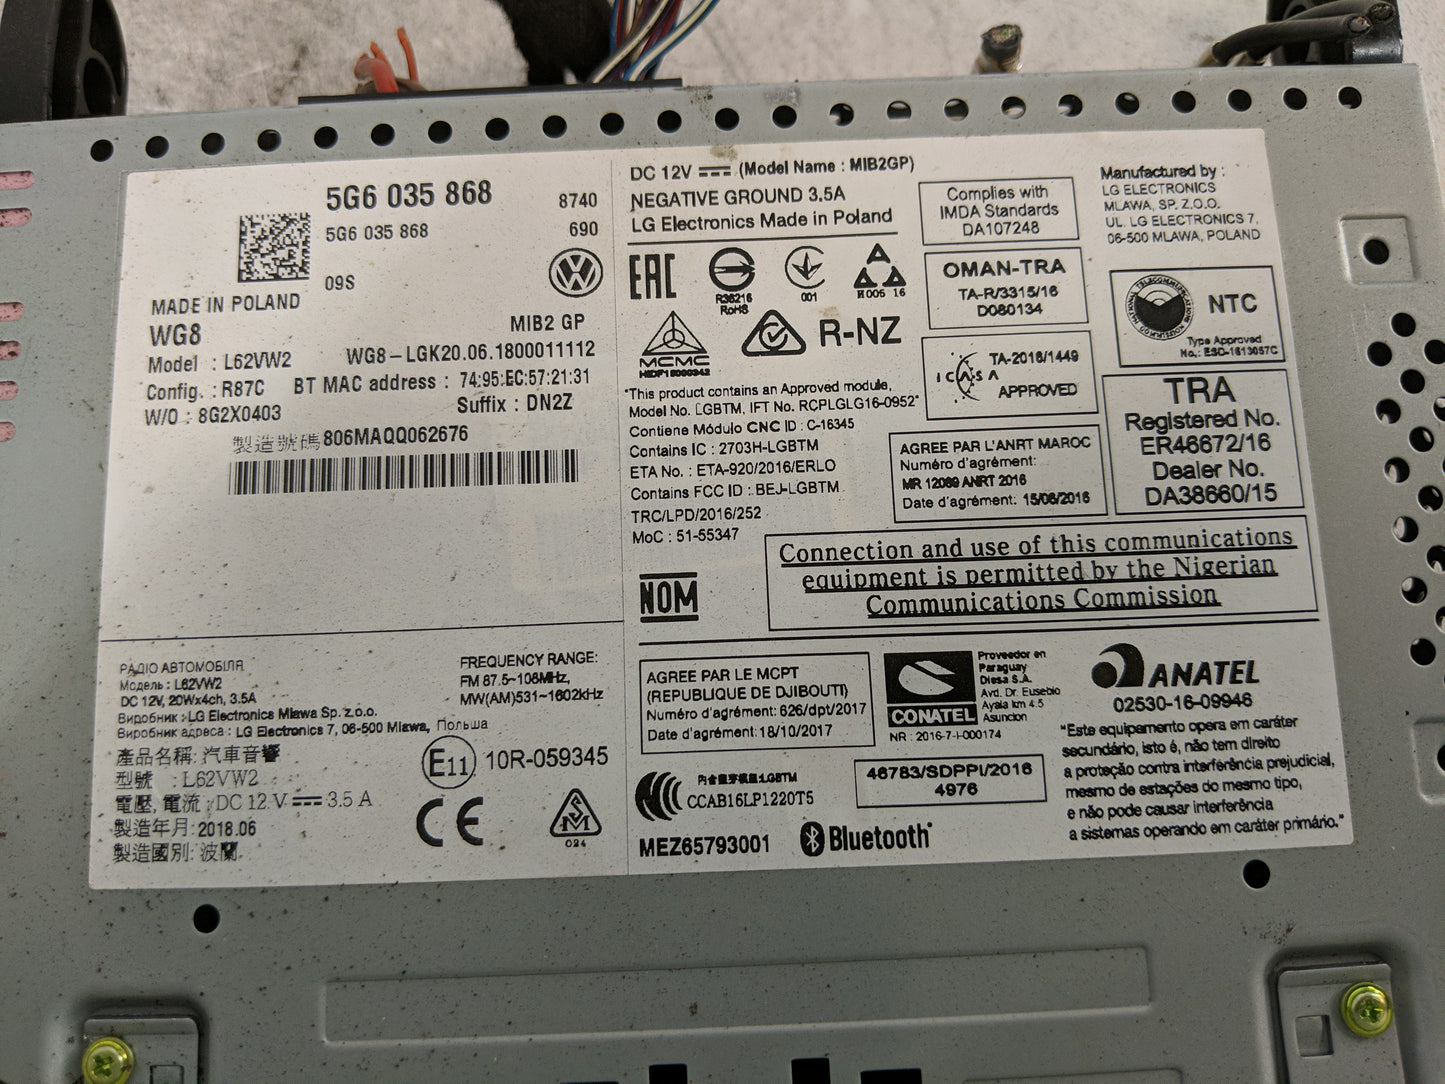 5G6 035 868
8740
5G6 035 868
690
09S
MADE IN POLAND
WG8
MIB2 GP
Model : L62VW2
WG8-LGK20.06.1800011112
Config. : R87C
BT MAC address : 74:95:EC:57:21:31
W/O : 8G2X0403
Suffix : DN2Z
製造號碼 806MAQQ062676
РАДІО АВТОМОБІЛЯ
Модель : L62VW2
DC 12V, 20Wx4ch, 3.5A
Виробник : LG Electronics Mlawa Sp. z.o.o.
Виробник адреса : LG Electronics 7, 06-500 Mlawa, Польша
FREQUENCY RANGE:
FM 87.5~108MHz,
MW(AM)531~1602kHz
產品名稱: 汽車音響
型號 : L62VW2
電壓, 電流 : DC 12 V 3.5 A
製造年月: 2018.06
製造國別: 波蘭
E11 10R-059345
CE
024
DC 12V (Model Name : MIB2GP)
NEGATIVE GROUND 3.5A
LG Electronics Made in Poland
EAC
R36216
RoHS
001
H005 16
MCMC
R-NZ
"This product contains an Approved module,
Model No. LGBTM, IFT No. RCPLGLG16-0952"
Contiene Módulo CNC ID : C-16345
Contains IC : 2703H-LGBTM
ETA No. : ETA-920/2016/ERLO
Contains FCC ID : BEJ-LGBTM
TRC/LPD/2016/252
MoC : 51-55347
NOM
Complies with
IMDA Standards
DA107248
OMAN-TRA
TA-R/3315/16
D080134
ICASA
TA-2016/1449
APPROVED
AGREE PAR L'ANRT MAROC
Numéro d'agrément:
MR 12069 ANRT 2016
Date d'agrément: 15/06/2016
Manufactured by :
LG ELECTRONICS
MLAWA, SP. Z.O.O.
UL. LG ELECTRONICS 7,
06-500 MLAWA, POLAND
NTC
Type Approved
No.: ESD-1613057C
TRA
Registered No.
ER46672/16
Dealer No.
DA38660/15
Connection and use of this communications
equipment is permitted by the Nigerian
Communications Commission
AGREE PAR LE MCPT
(REPUBLIQUE DE DJIBOUTI)
Numéro d'agrément: 626/dpt/2017
Date d'agrément: 18/10/2017
CONATEL
NR : 2016-7-I-000174
Proveedor en
Paraguay
Diesa S.A.
Avd. Dr. Eusebio
Ayala km 4.5
Asuncion
CCAB16LP1220T5
46783/SDPPI/2016
4976
MEZ65793001
Bluetooth
ANATEL
02530-16-09946
"Este equipamento opera em caráter
secundário, isto é, não tem direito
a proteção contra interferência prejudicial,
mesmo de estações do mesmo tipo,
e não pode causar interferência
a sistemas operando em caráter primário."